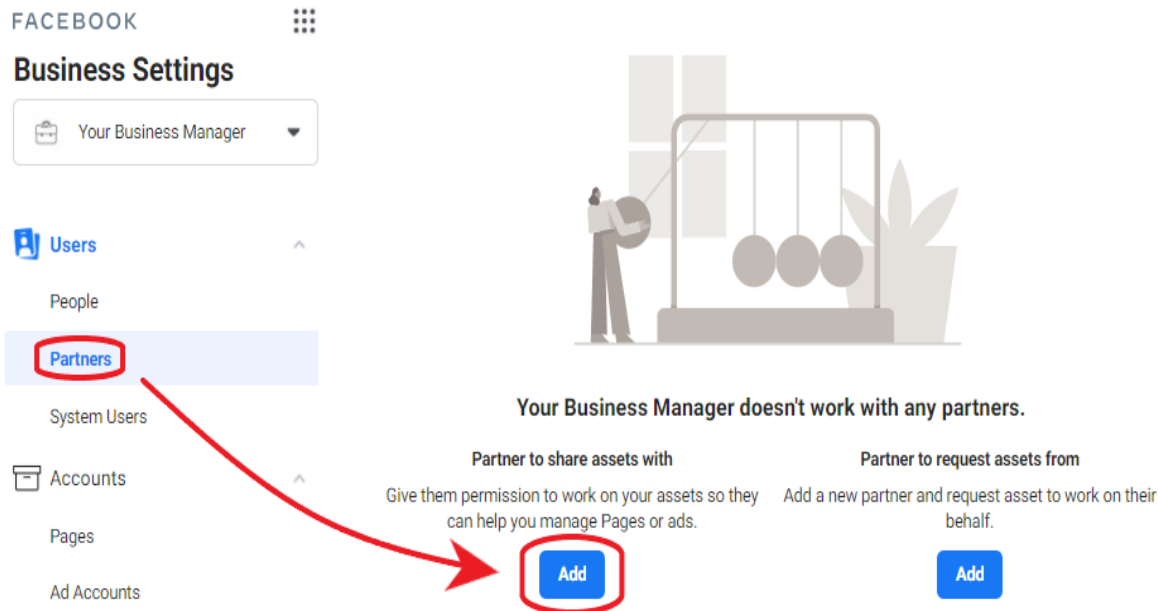 FACEBOOK
Business Settings
Your Business Manager
Users
People
Partners
System Users
Accounts
Pages
Ad Accounts
Your Business Manager doesn't work with any partners.
Partner to share assets with
Give them permission to work on your assets so they
can help you manage Pages or ads.
Add
Partner to request assets from
Add a new partner and request asset to work on their
behalf.
Add